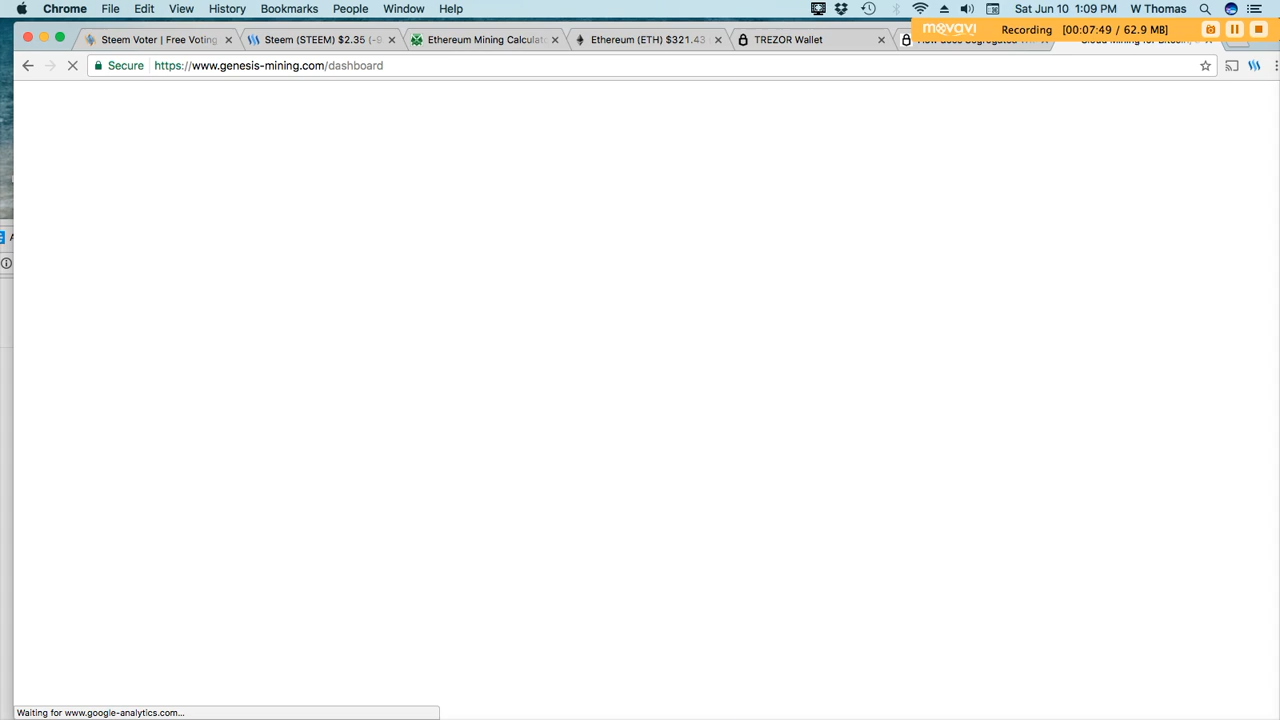 Chrome File Edit View History Bookmarks People Window Help Sat Jun 10 1:09 PM W Thomas
movavi Recording [00:07:49 / 62.9 MB]
Steem Voter | Free Voting Steem (STEEM) $2.35 (-9 Ethereum Mining Calculat Ethereum (ETH) $321.43 TREZOR Wallet
Secure https://www.genesis-mining.com/dashboard
Waiting for www.google-analytics.com...